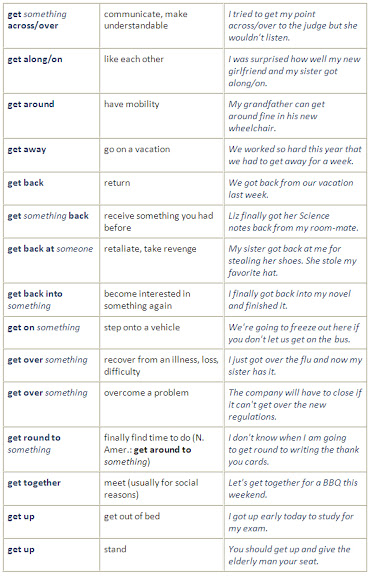 get something across/over
communicate, make understandable
I tried to get my point across/over to the judge but she wouldn't listen.
get along/on
like each other
I was surprised how well my new girlfriend and my sister got along/on.
get around
have mobility
My grandfather can get around fine in his new wheelchair.
get away
go on a vacation
We worked so hard this year that we had to get away for a week.
get back
return
We got back from our vacation last week.
get something back
receive something you had before
Liz finally got her Science notes back from my room-mate.
get back at someone
retaliate, take revenge
My sister got back at me for stealing her shoes. She stole my favorite hat.
get back into something
become interested in something again
I finally got back into my novel and finished it.
get on something
step onto a vehicle
We're going to freeze out here if you don't let us get on the bus.
get over something
recover from an illness, loss, difficulty
I just got over the flu and now my sister has it.
get over something
overcome a problem
The company will have to close if it can't get over the new regulations.
get round to something
finally find time to do (N. Amer.: get around to something)
I don't know when I am going to get round to writing the thank you cards.
get together
meet (usually for social reasons)
Let's get together for a BBQ this weekend.
get up
get out of bed
I got up early today to study for my exam.
get up
stand
You should get up and give the elderly man your seat.